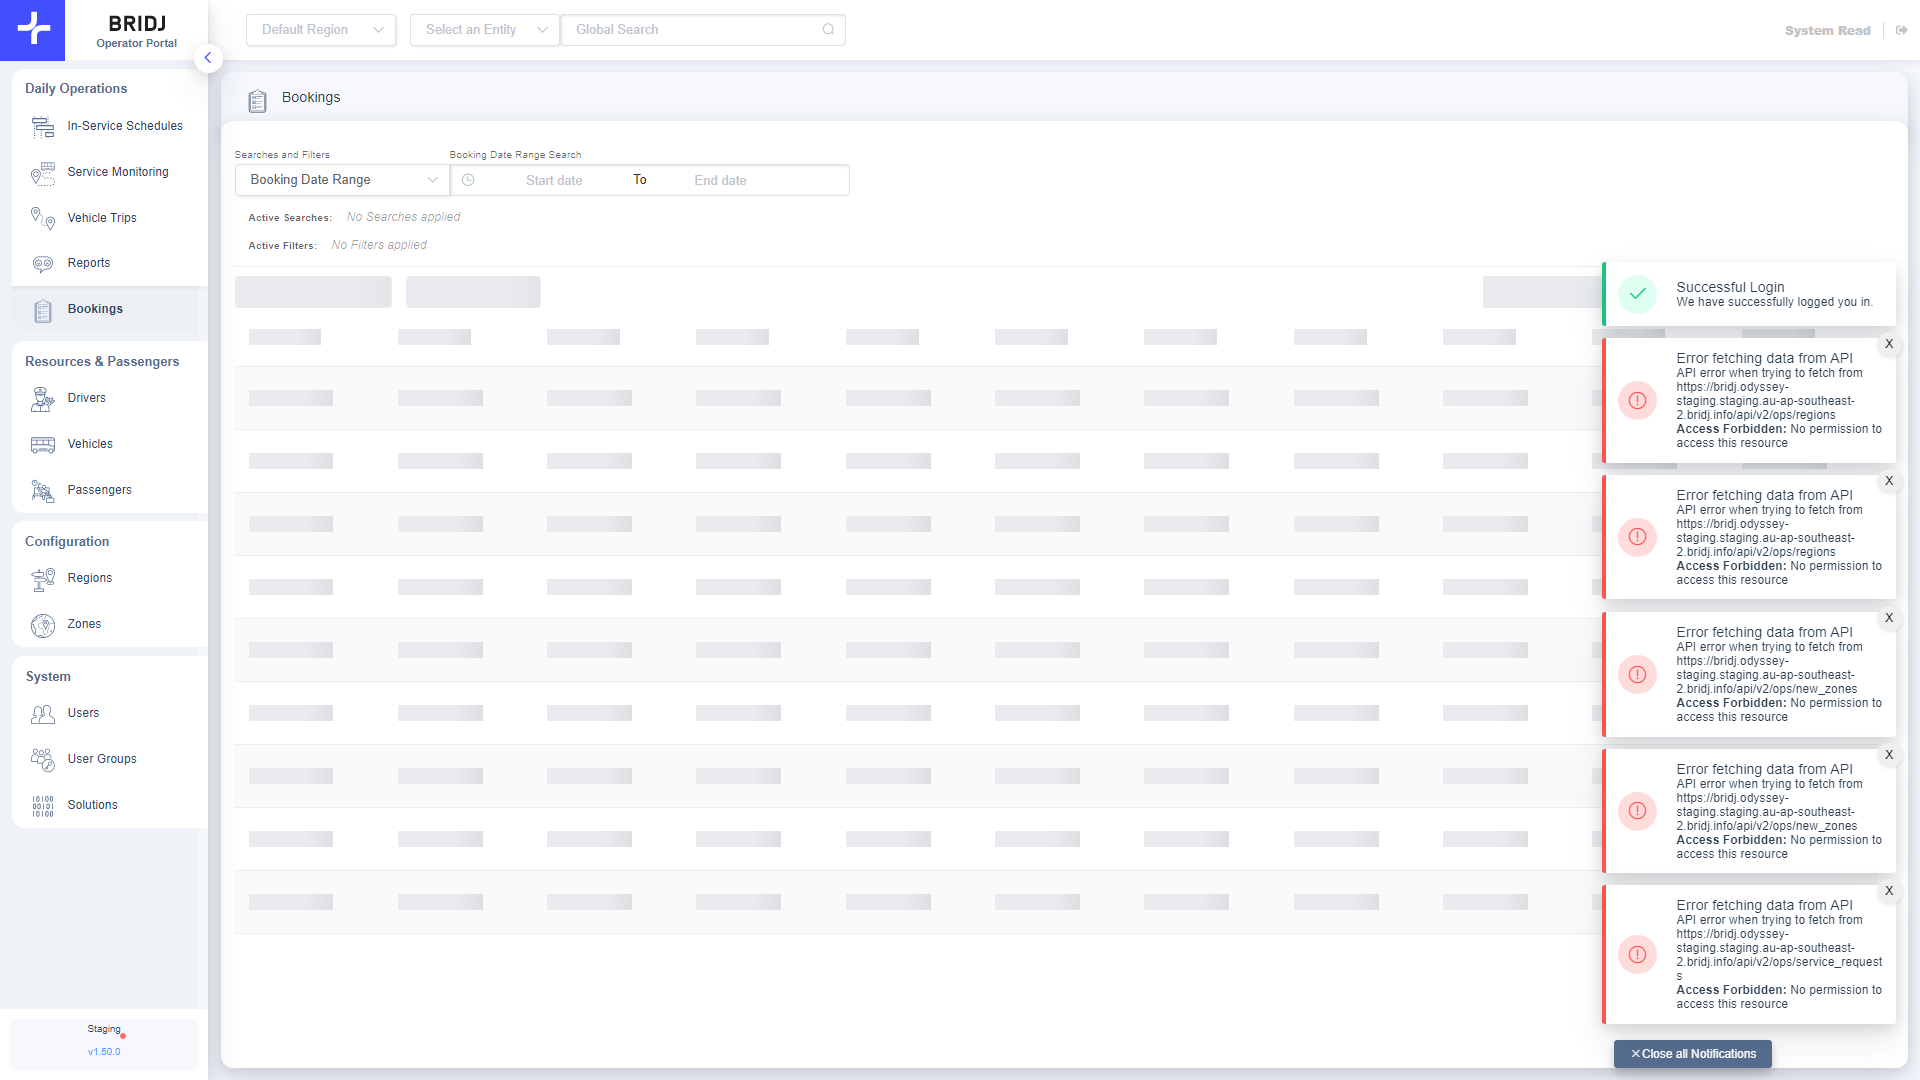 BRIDJ
Operator Portal
Default Region
Select an Entity
Global Search
System Read
Daily Operations
In-Service Schedules
Service Monitoring
Vehicle Trips
Reports
Bookings
Resources & Passengers
Drivers
Vehicles
Passengers
Configuration
Regions
Zones
System
Users
User Groups
10100
00101
10100
Solutions
Staging
v1.50.0
Bookings
Searches and Filters
Booking Date Range Search
Booking Date Range
Start date
To
End date
Active Searches: No Searches applied
Active Filters: No Filters applied
Successful Login
We have successfully logged you in.
X
Error fetching data from API
API error when trying to fetch from
https://bridj.odyssey-
staging.staging.au-ap-southeast-
2.bridj.info/api/v2/ops/regions
Access Forbidden: No permission to
access this resource
X
Error fetching data from API
API error when trying to fetch from
https://bridj.odyssey-
staging.staging.au-ap-southeast-
2.bridj.info/api/v2/ops/regions
Access Forbidden: No permission to
access this resource
X
Error fetching data from API
API error when trying to fetch from
https://bridj.odyssey-
staging.staging.au-ap-southeast-
2.bridj.info/api/v2/ops/new_zones
Access Forbidden: No permission to
access this resource
X
Error fetching data from API
API error when trying to fetch from
https://bridj.odyssey-
staging.staging.au-ap-southeast-
2.bridj.info/api/v2/ops/new_zones
Access Forbidden: No permission to
access this resource
X
Error fetching data from API
API error when trying to fetch from
https://bridj.odyssey-
staging.staging.au-ap-southeast-
2.bridj.info/api/v2/ops/service_request
s
Access Forbidden: No permission to
access this resource
✕Close all Notifications